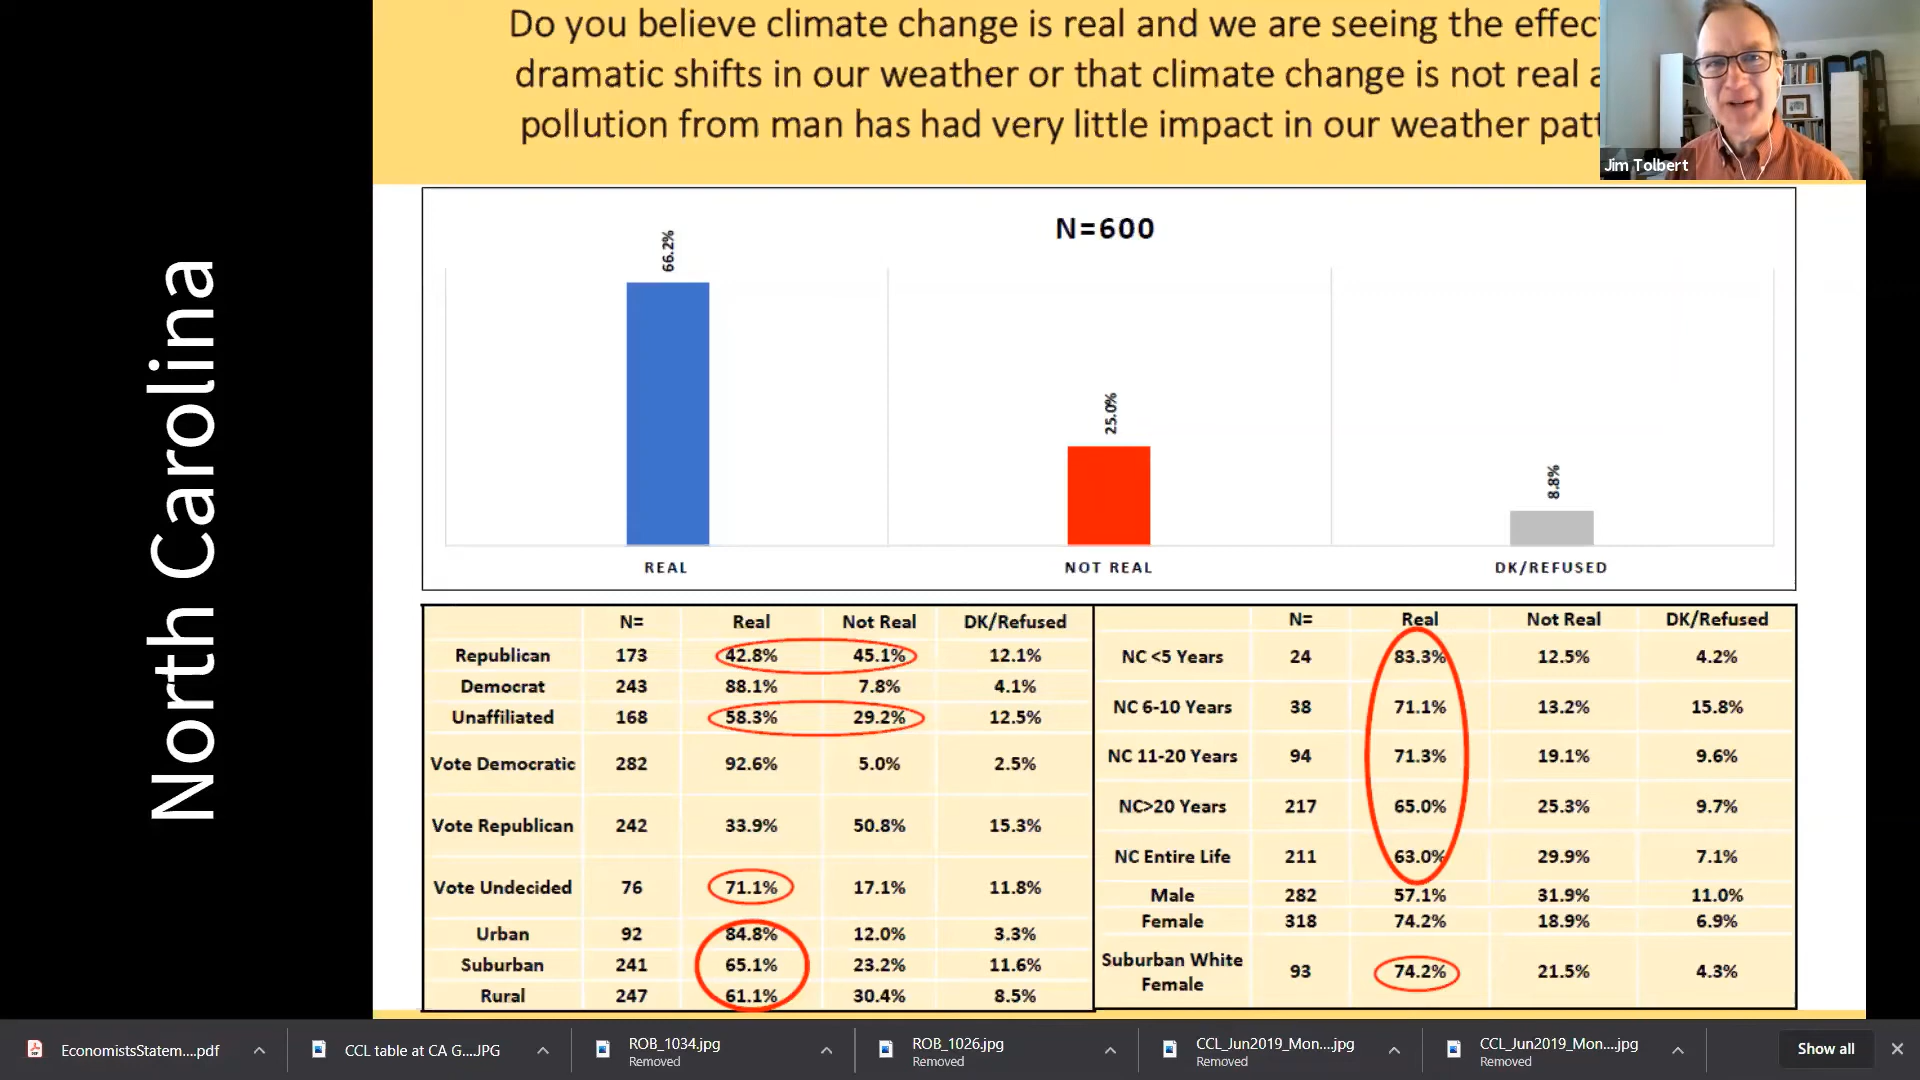 Do you believe climate change is real and we are seeing the effec
dramatic shifts in our weather or that climate change is not real
pollution from man has had very little impact in our weather
Jim Tolbert
North Carolina
N=600
66.2%
25.0%
8.8%
REAL NOT REAL DK/REFUSED
N= Real Not Real DK/Refused
Republican 173 42.8% 45.1% 12.1%
Democrat 243 88.1% 7.8% 4.1%
Unaffiliated 168 58.3% 29.2% 12.5%
Vote Democratic 282 92.6% 5.0% 2.5%
Vote Republican 242 33.9% 50.8% 15.3%
Vote Undecided 76 71.1% 17.1% 11.8%
Urban 92 84.8% 12.0% 3.3%
Suburban 241 65.1% 23.2% 11.6%
Rural 247 61.1% 30.4% 8.5%
N= Real Not Real DK/Refused
NC <5 Years 24 83.3% 12.5% 4.2%
NC 6-10 Years 38 71.1% 13.2% 15.8%
NC 11-20 Years 94 71.3% 19.1% 9.6%
NC>20 Years 217 65.0% 25.3% 9.7%
NC Entire Life 211 63.0% 29.9% 7.1%
Male 282 57.1% 31.9% 11.0%
Female 318 74.2% 18.9% 6.9%
Suburban White
Female 93 74.2% 21.5% 4.3%
EconomistsStatem....pdf
CCL table at CA G....JPG
ROB_1034.jpg
Removed
ROB_1026.jpg
Removed
CCL_Jun2019_Mon....jpg
Removed
CCL_Jun2019_Mon....jpg
Removed
Show all